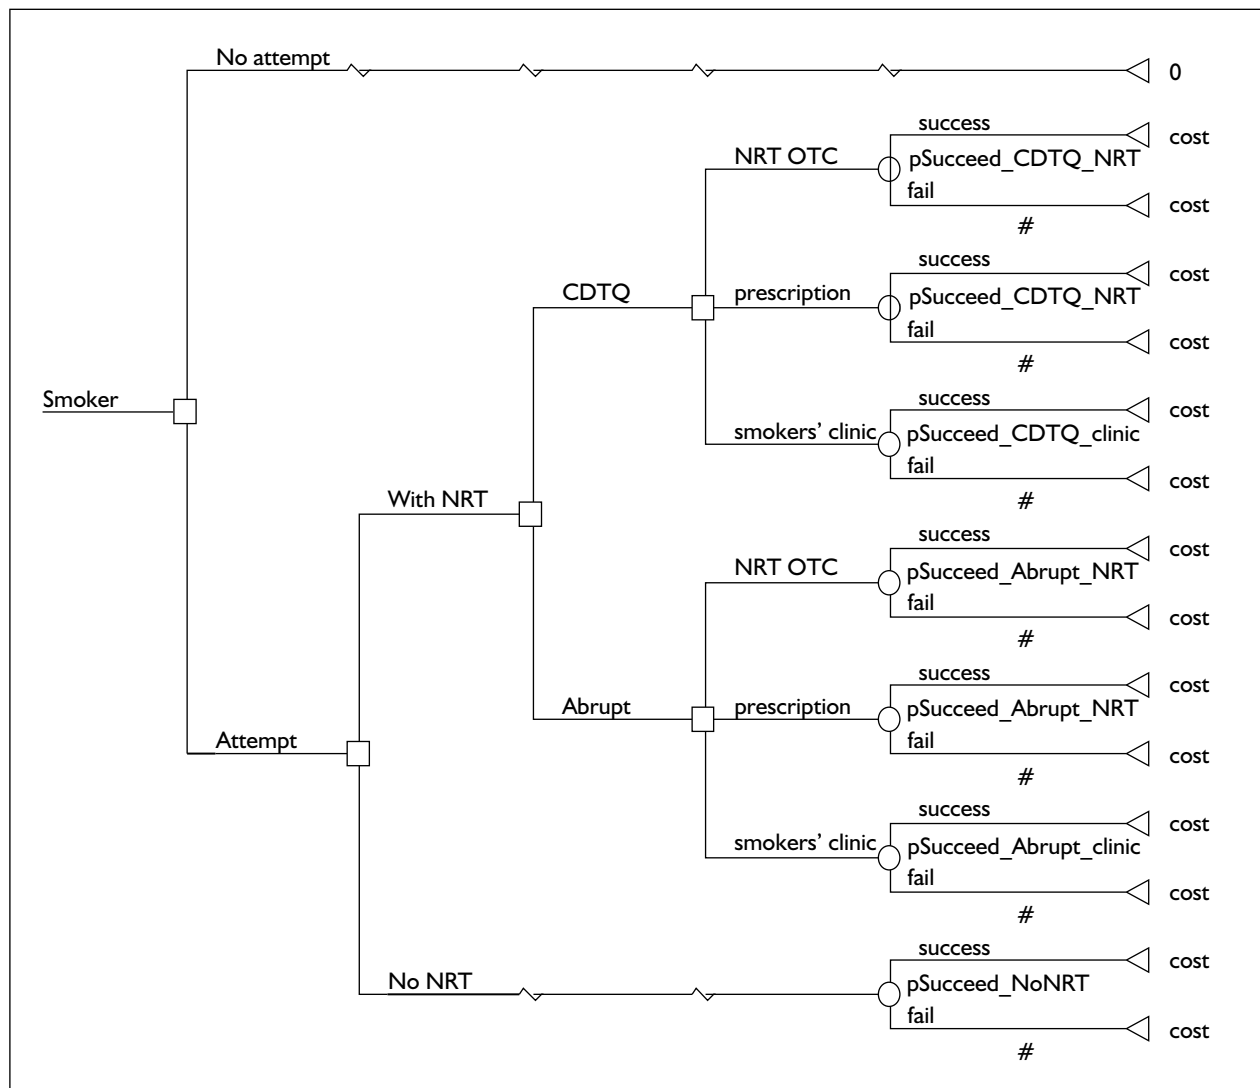 No attempt
0
success
cost
NRT OTC
pSucceed_CDTQ_NRT
fail
cost
#
success
cost
CDTQ
prescription
pSucceed_CDTQ_NRT
fail
cost
#
Smoker
success
cost
smokers’ clinic
pSucceed_CDTQ_clinic
fail
cost
#
With NRT
success
cost
NRT OTC
pSucceed_Abrupt_NRT
fail
cost
#
success
cost
Abrupt
prescription
pSucceed_Abrupt_NRT
fail
cost
#
Attempt
success
cost
smokers’ clinic
pSucceed_Abrupt_clinic
fail
cost
#
success
cost
No NRT
pSucceed_NoNRT
fail
cost
#